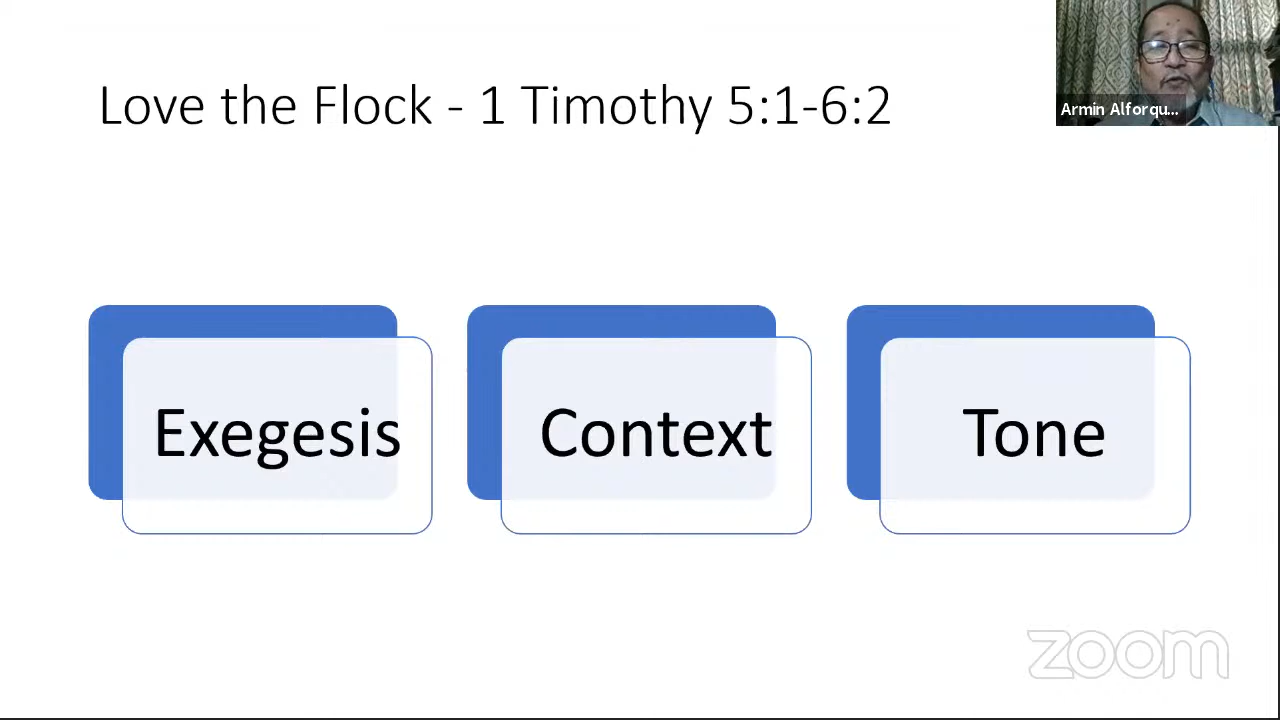 Love the Flock - 1 Timothy 5:1-6:2
Armin Alforqu...
Exegesis
Context
Tone
zoom